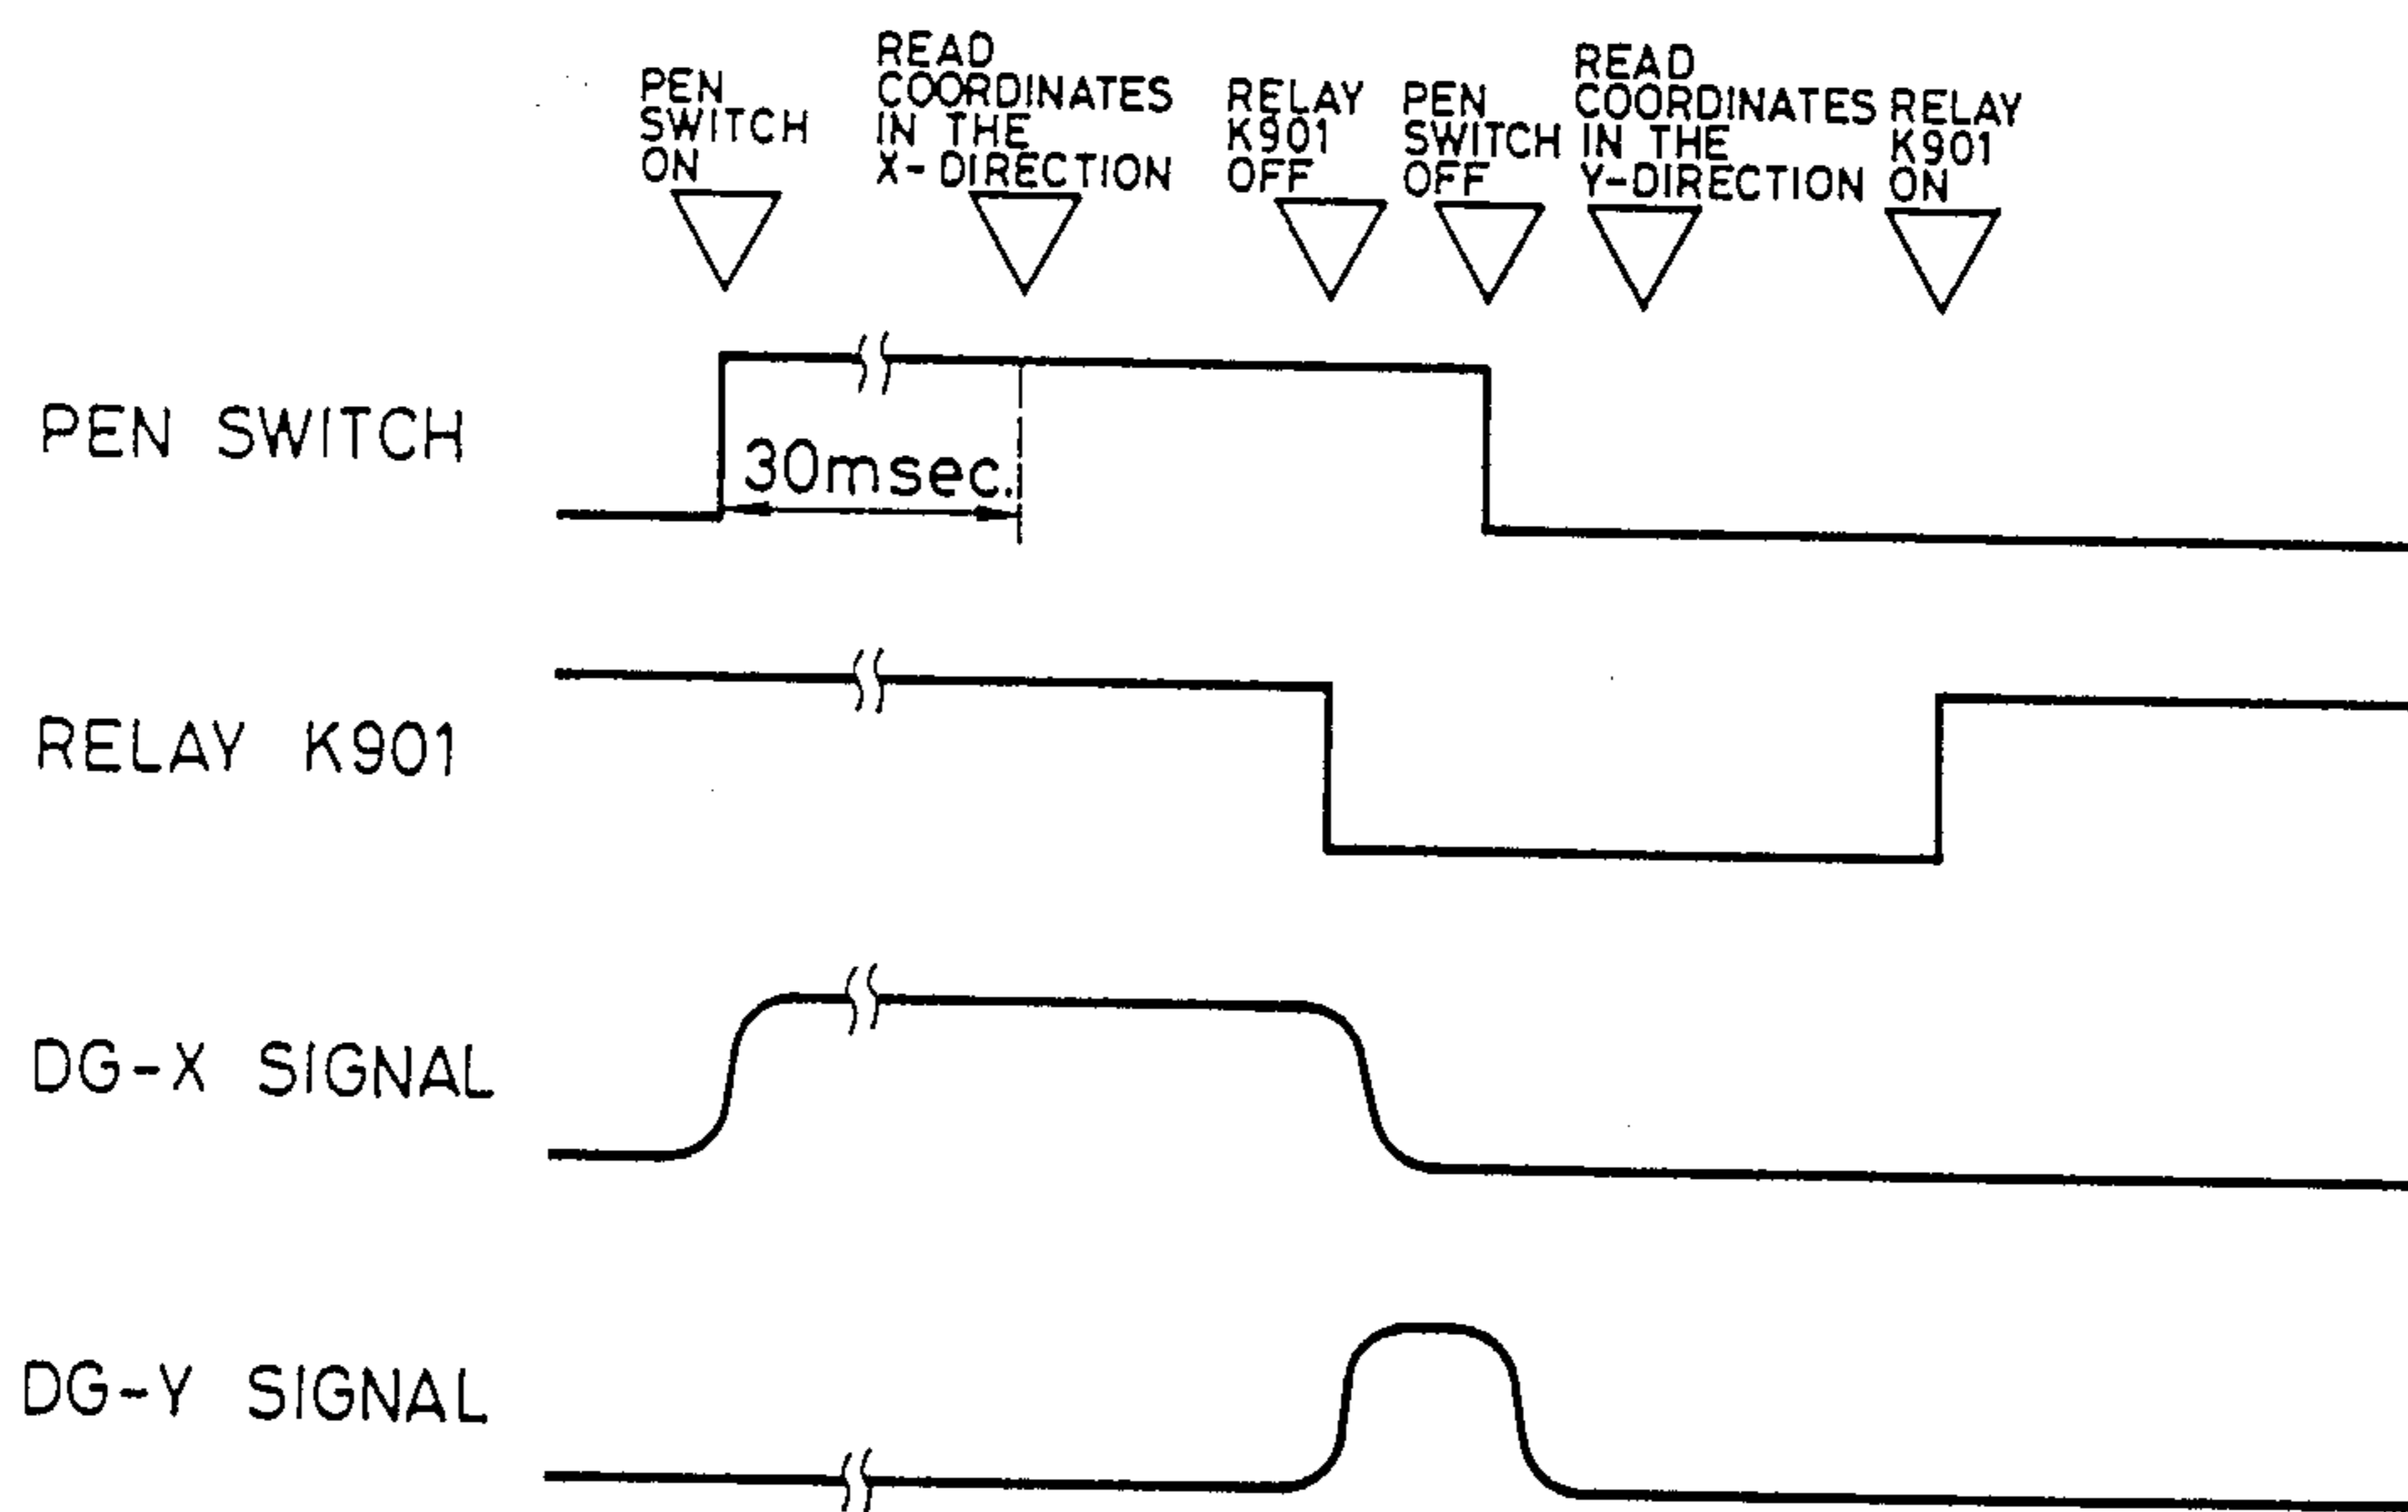 PEN
SWITCH
ON
READ
COORDINATES
IN THE
X-DIRECTION
RELAY
K901
OFF
PEN
SWITCH
OFF
READ
COORDINATES
IN THE
Y-DIRECTION
RELAY
K901
ON
PEN SWITCH
30msec.
RELAY K901
DG-X SIGNAL
DG-Y SIGNAL